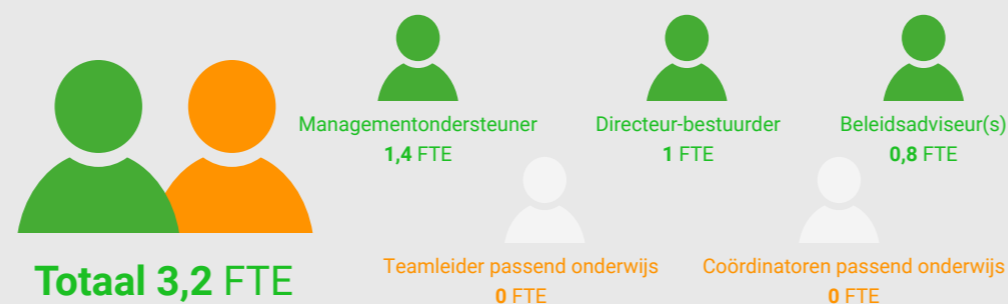 Managementondersteuner
1,4 FTE
Directeur-bestuurder
1 FTE
Beleidsadviseur(s)
0,8 FTE
Totaal 3,2 FTE
Teamleider passend onderwijs
0 FTE
Coördinatoren passend onderwijs
0 FTE